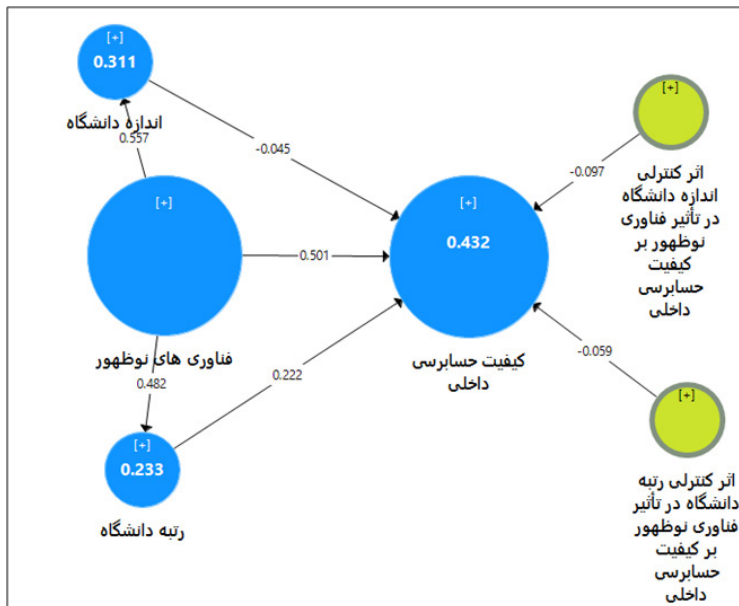 [+]
0.311
اندازه دانشگاه
0.557
-0.045
[+]
فناوری های نوظهور
0.501
0.482
[+]
0.233
رتبه دانشگاه
0.222
[+]
0.432
کیفیت حسابرسی
داخلی
-0.097
[+]
اثر کنترلی
اندازه دانشگاه
در تأثیر فناوری
نوظهور بر
کیفیت
حسابرسی
داخلی
-0.059
[+]
اثر کنترلی رتبه
دانشگاه در تأثیر
فناوری نوظهور
بر کیفیت
حسابرسی
داخلی